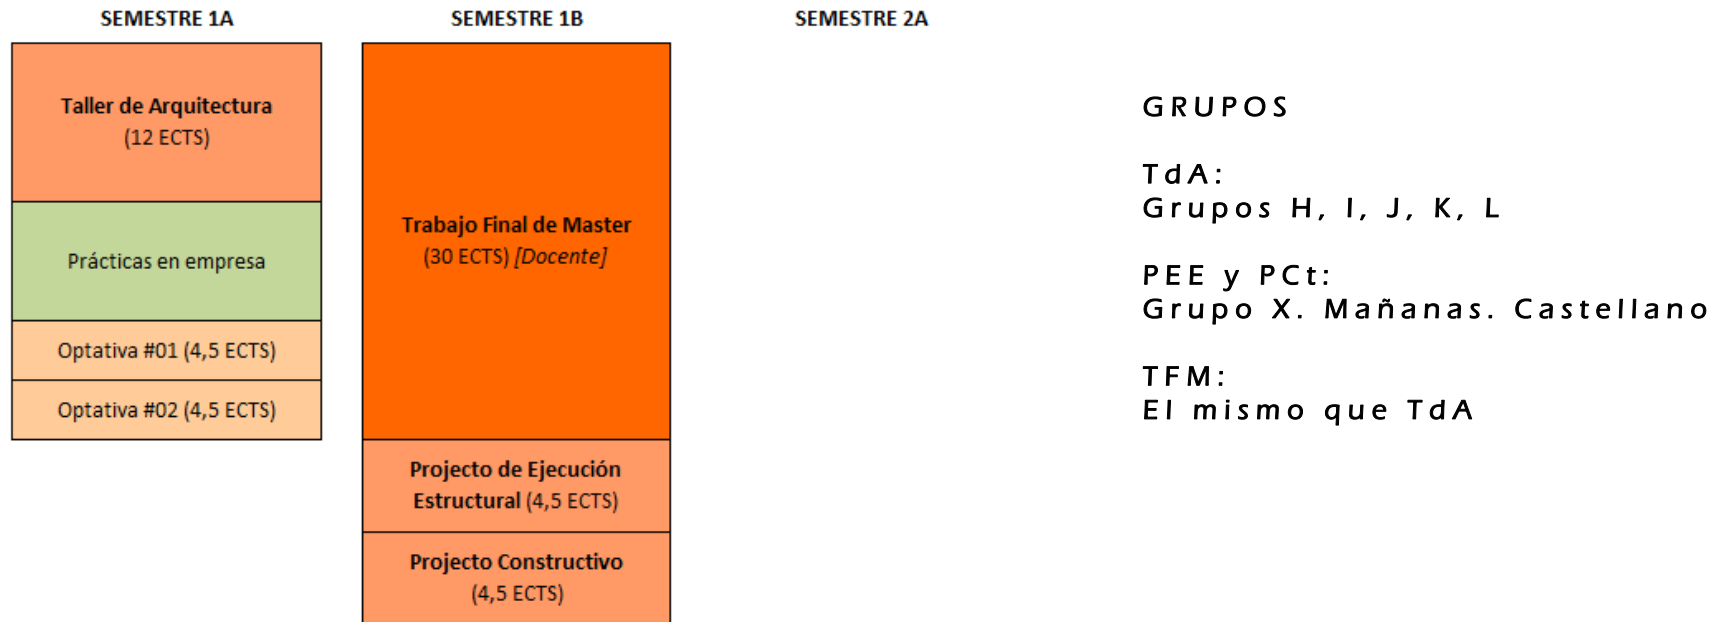 SEMESTRE 1A
Taller de Arquitectura
(12 ECTS)
Prácticas en empresa
Optativa #01 (4,5 ECTS)
Optativa #02 (4,5 ECTS)
SEMESTRE 1B
Trabajo Final de Master
(30 ECTS) [Docente]
Projecto de Ejecución
Estructural (4,5 ECTS)
Projecto Constructivo
(4,5 ECTS)
SEMESTRE 2A
GRUPOS
TdA:
Grupos H, I, J, K, L
PEE y PCt:
Grupo X. Mañanas. Castellano
TFM:
El mismo que TdA